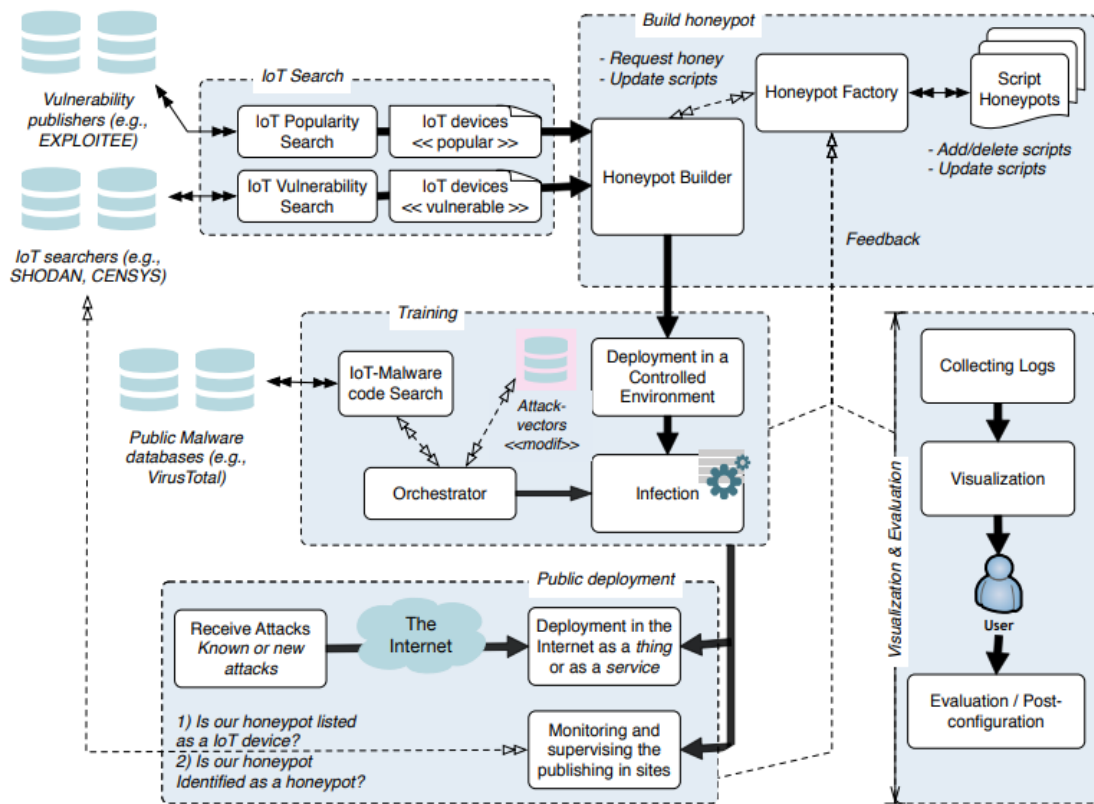 Build honeypot
- Request honey
- Update scripts
Honeypot Factory
Script
Honeypots
- Add/delete scripts
- Update scripts
Vulnerability
publishers (e.g.,
EXPLOITEE)
IoT Search
IoT Popularity
Search
IoT devices
<< popular >>
IoT Vulnerability
Search
IoT devices
<< vulnerable >>
Honeypot Builder
IoT searchers (e.g.,
SHODAN, CENSYS)
Feedback
Training
IoT-Malware
code Search
Attack-
vectors
<<modif>>
Deployment in a
Controlled
Environment
Public Malware
databases (e.g.,
VirusTotal)
Orchestrator
Infection
Visualization & Evaluation
Collecting Logs
Visualization
User
Evaluation / Post-
configuration
Public deployment
Receive Attacks
Known or new
attacks
The
Internet
Deployment in the
Internet as a thing
or as a service
1) Is our honeypot listed
as a IoT device?
2) Is our honeypot
Identified as a honeypot?
Monitoring and
supervising the
publishing in sites